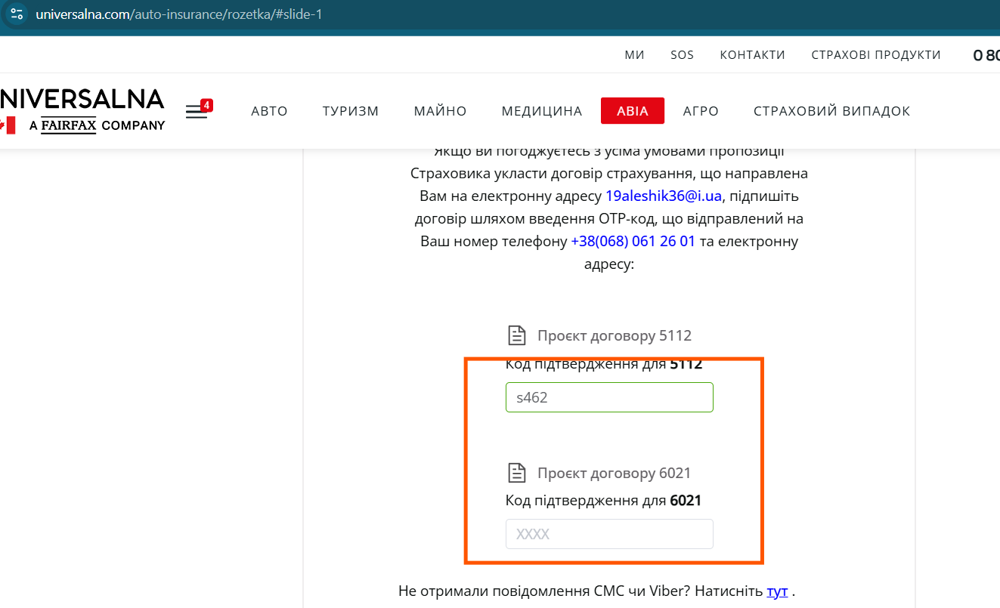 universalna.com/auto-insurance/rozetka/#slide-1
МИ SOS КОНТАКТИ СТРАХОВІ ПРОДУКТИ 0 80
NIVERSALNA
A FAIRFAX COMPANY
4
АВТО ТУРИЗМ МАЙНО МЕДИЦИНА АВІА АГРО СТРАХОВИЙ ВИПАДОК
Якщо ви погоджуєтесь з усіма умовами пропозиції
Страховика укласти договір страхування, що направлена
Вам на електронну адресу 19aleshik36@i.ua, підпишіть
договір шляхом введення ОТР-код, що відправлений на
Ваш номер телефону +38(068) 061 26 01 та електронну
адресу:
Проєкт договору 5112
Код підтвердження для 5112
s462
Проєкт договору 6021
Код підтвердження для 6021
XXXX
Не отримали повідомлення СМС чи Viber? Натисніть тут .